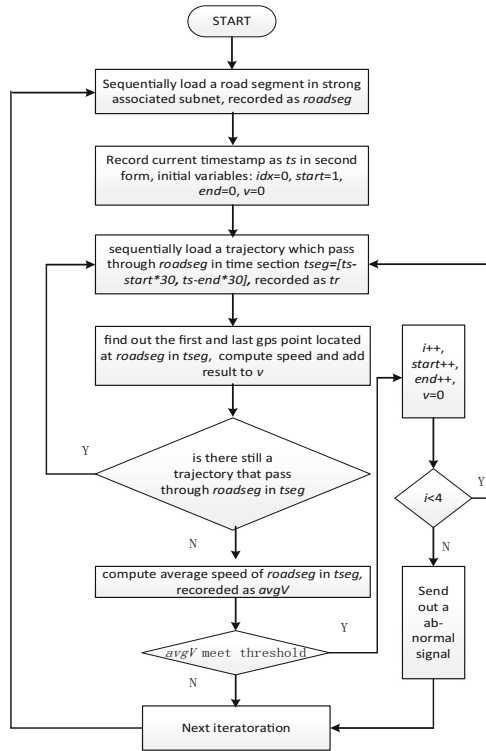 START
Sequentially load a road segment in strong
associated subnet, recorded as roadseg
Record current timestamp as ts in second
form, initial variables: idx=0, start=1,
end=0, v=0
sequentially load a trajectory which pass
through roadseg in time section tseg=[ts-
start*30, ts-end*30], recorded as tr
find out the first and last gps point located
at roadseg in tseg, compute speed and add
result to v
i++,
start++,
end++,
v=0
Y
is there still a
trajectory that pass
through roadseg in tseg
i<4
Y
N
N
compute average speed of roadseg in tseg,
recoreded as avgV
Send
out a
ab-
normal
signal
Y
avgV meet threshold
N
Next iteratoration